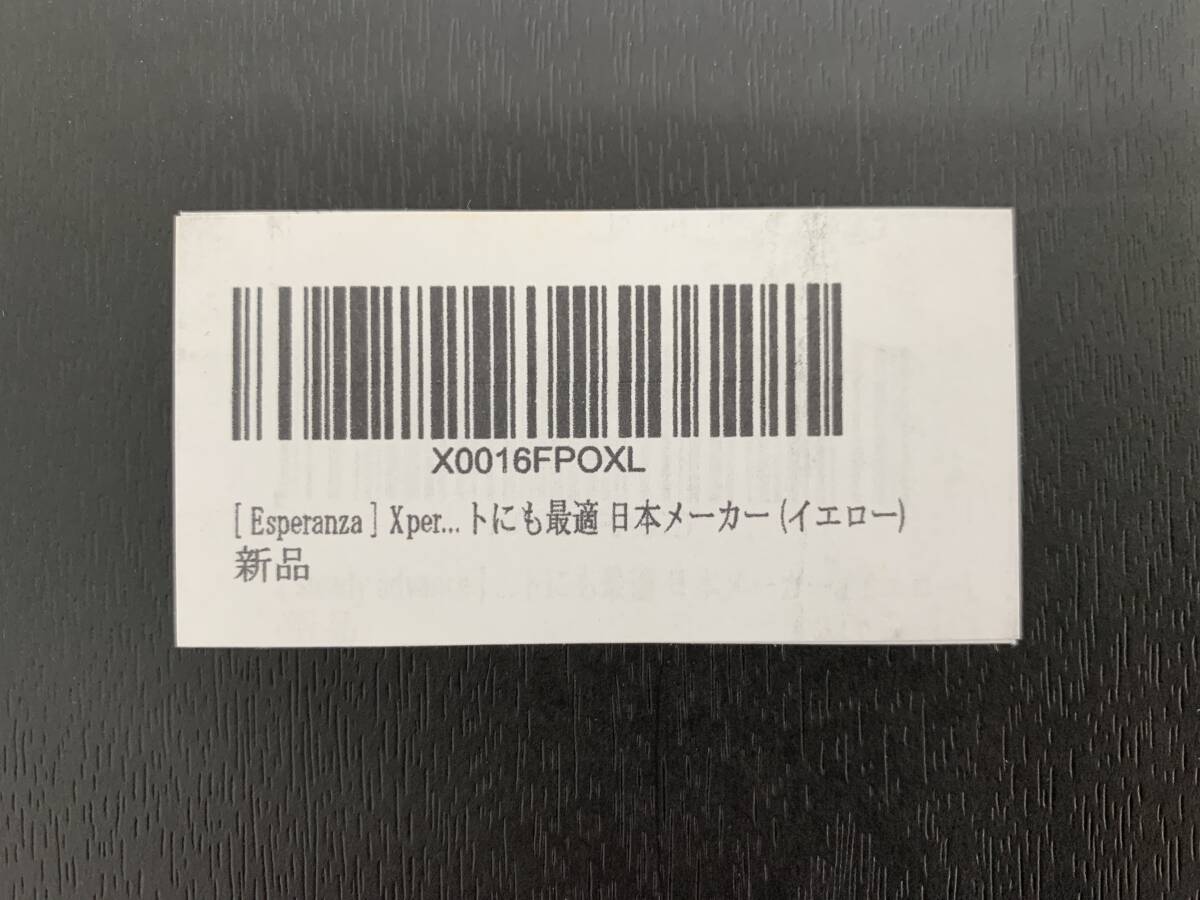 X0016FPOXL
[ Esperanza ] Xper... トにも最適 日本メーカー (イエロー)
新品